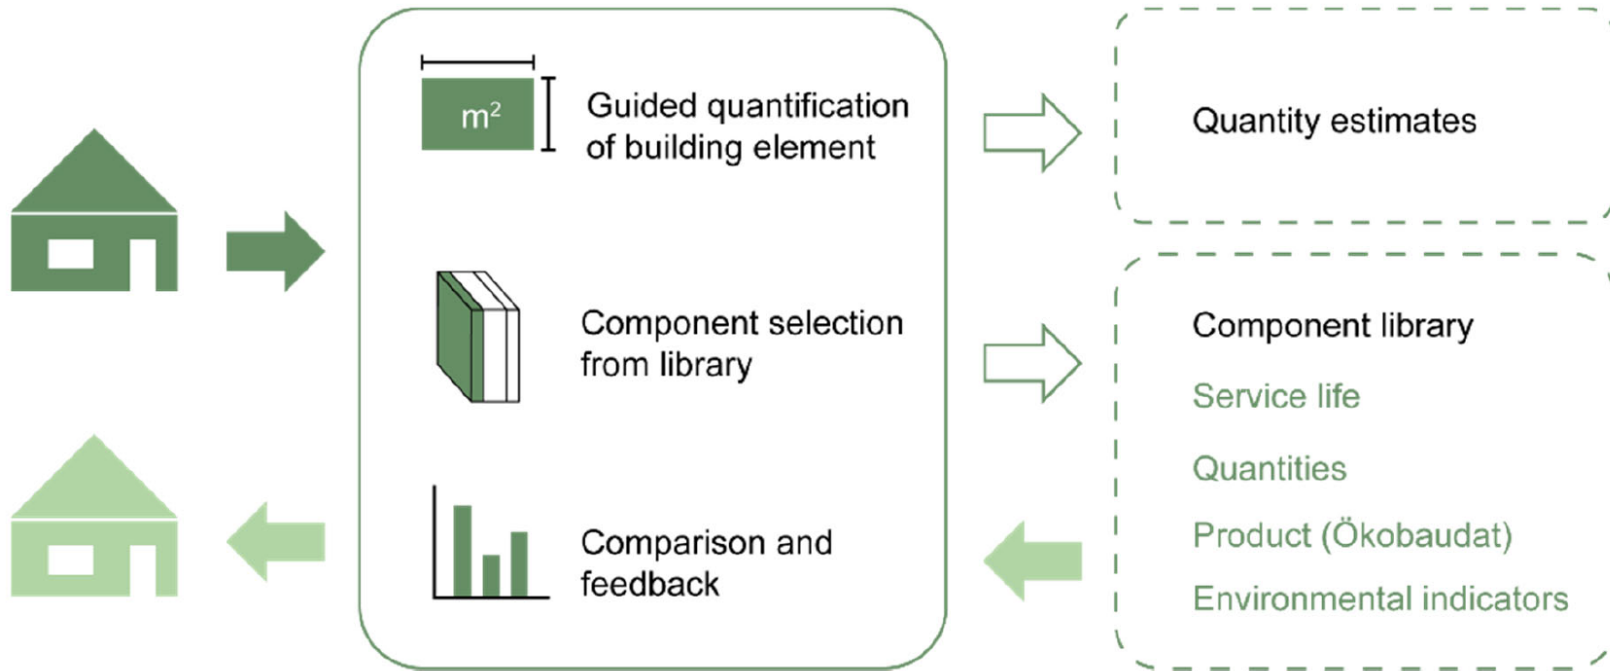 m²
Guided quantification
of building element
Quantity estimates
Component selection
from library
Component library
Service life
Quantities
Product (Ökobaudat)
Environmental indicators
Comparison and
feedback